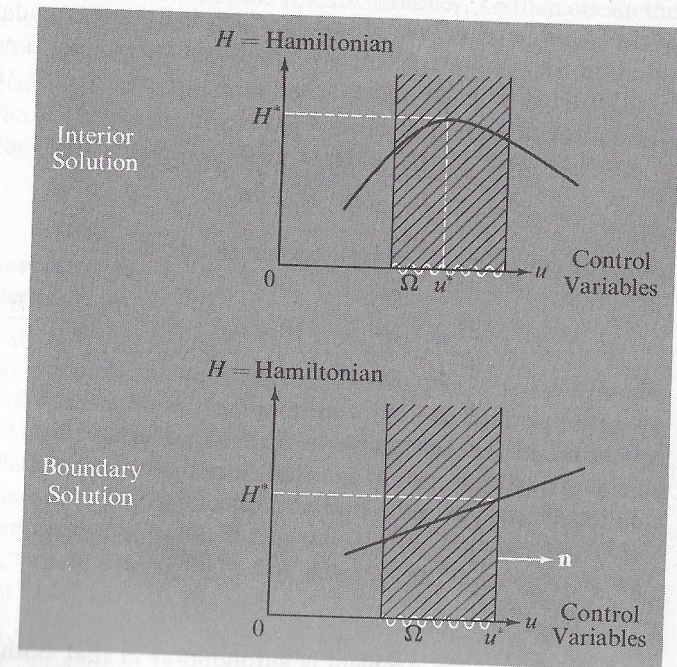 H = Hamiltonian
H*
Interior
Solution
0
Ω
u*
u
Control
Variables
H = Hamiltonian
Boundary
Solution
H*
n
0
Ω
u*
u
Control
Variables